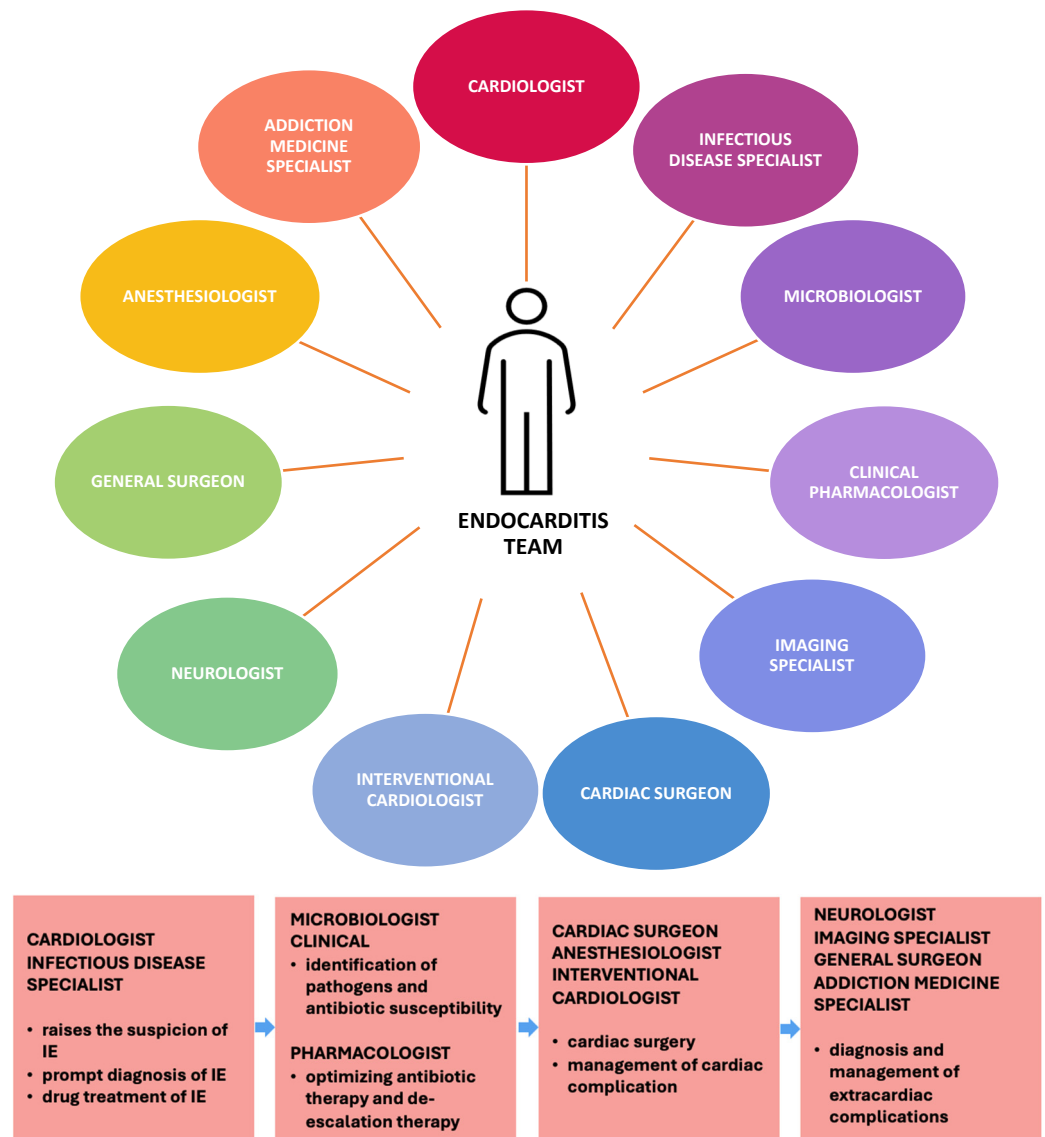 CARDIOLOGIST
INFECTIOUS
DISEASE SPECIALIST
MICROBIOLOGIST
CLINICAL
PHARMACOLOGIST
IMAGING
SPECIALIST
CARDIAC SURGEON
INTERVENTIONAL
CARDIOLOGIST
NEUROLOGIST
GENERAL SURGEON
ANESTHESIOLOGIST
ADDICTION
MEDICINE
SPECIALIST
ENDOCARDITIS
TEAM
CARDIOLOGIST
INFECTIOUS DISEASE
SPECIALIST
• raises the suspicion of
IE
• prompt diagnosis of IE
• drug treatment of IE
MICROBIOLOGIST
CLINICAL
• identification of
pathogens and
antibiotic susceptibility
PHARMACOLOGIST
• optimizing antibiotic
therapy and de-
escalation therapy
CARDIAC SURGEON
ANESTHESIOLOGIST
INTERVENTIONAL
CARDIOLOGIST
• cardiac surgery
• management of cardiac
complication
NEUROLOGIST
IMAGING SPECIALIST
GENERAL SURGEON
ADDICTION MEDICINE
SPECIALIST
• diagnosis and
management of
extracardiac
complications